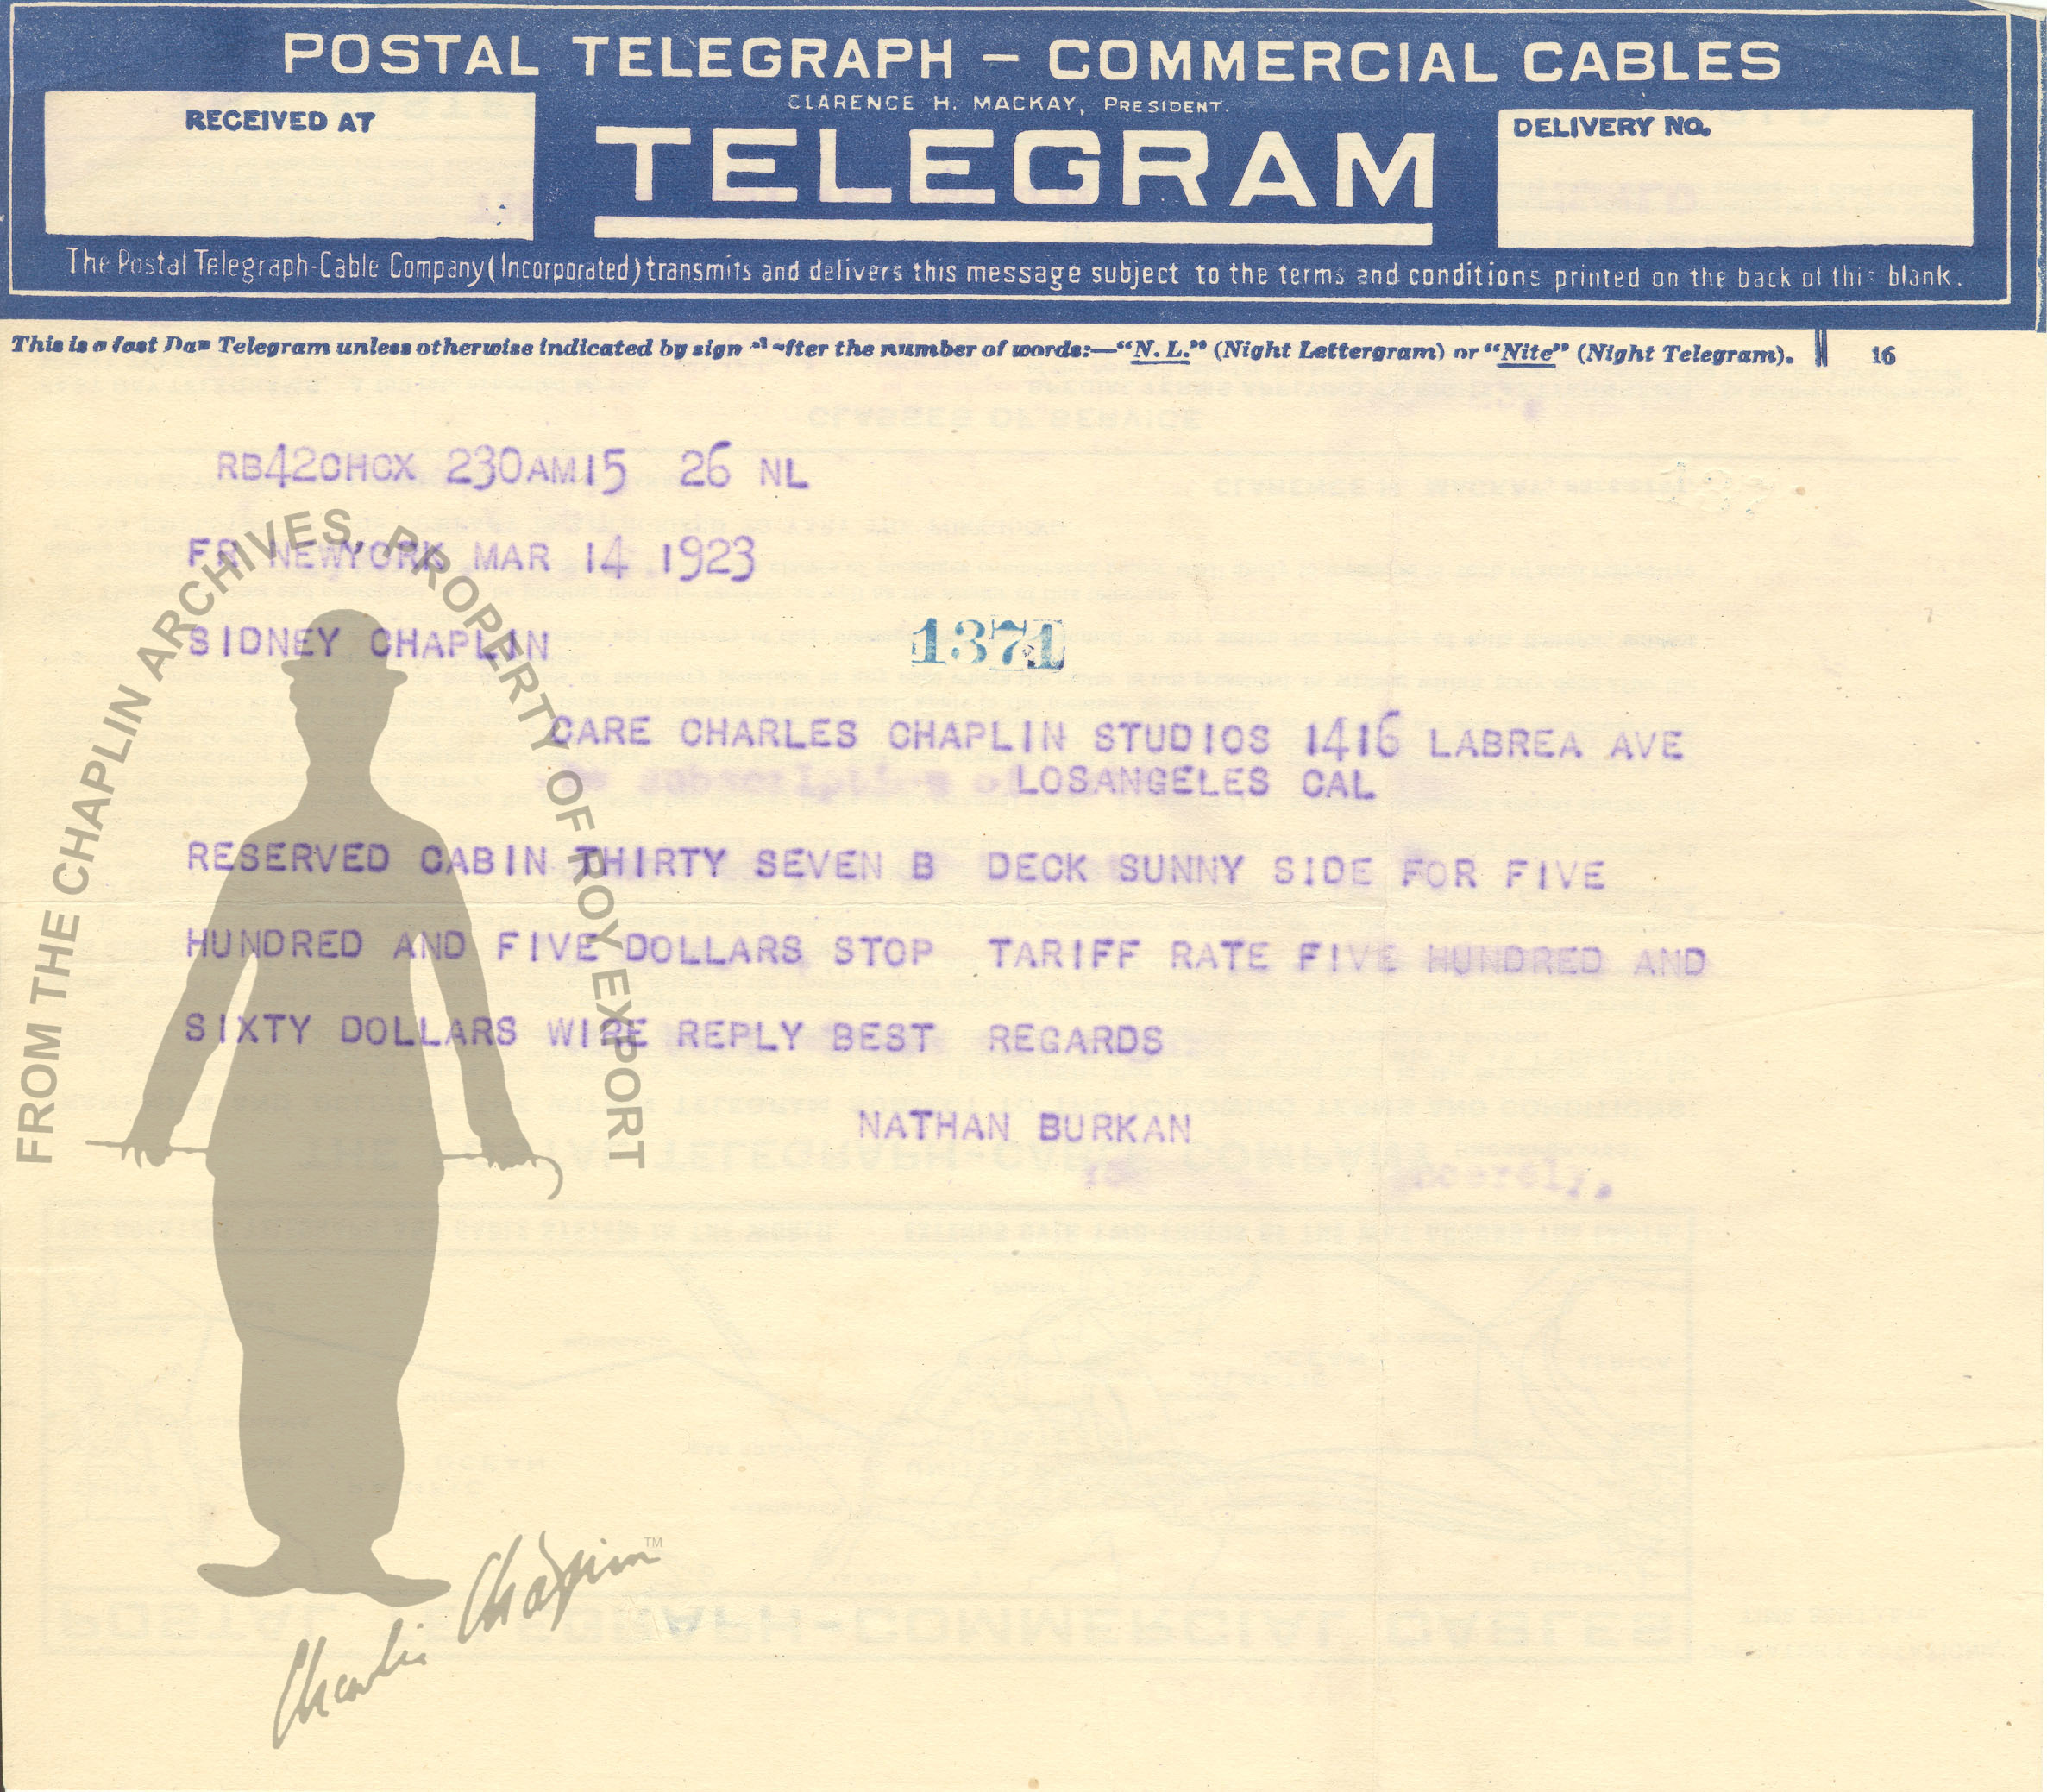 POSTAL TELEGRAPH — COMMERCIAL CABLES
CLARENCE H. MACKAY, PRESIDENT.
RECEIVED AT
TELEGRAM
DELIVERY No.
The Postal Telegraph-Cable Company (Incorporated) transmits and delivers this message subject to the terms and conditions printed on the back of this blank.
This is a fast Day Telegram unless otherwise indicated by sign after the number of words:—"N. L." (Night Lettergram) or "Nite" (Night Telegram). 16
RB42CHCX 230AM15 26 NL
FR NEWYORK MAR 14 1923
SIDNEY CHAPLIN
1371
CARE CHARLES CHAPLIN STUDIOS 1416 LABREA AVE
LOSANGELES CAL
RESERVED CABIN THIRTY SEVEN B DECK SUNNY SIDE FOR FIVE
HUNDRED AND FIVE DOLLARS STOP TARIFF RATE FIVE HUNDRED AND
SIXTY DOLLARS WIRE REPLY BEST REGARDS
NATHAN BURKAN
FROM THE CHAPLIN ARCHIVES, PROPERTY OF ROY EXPORT
Charlie Chaplin™